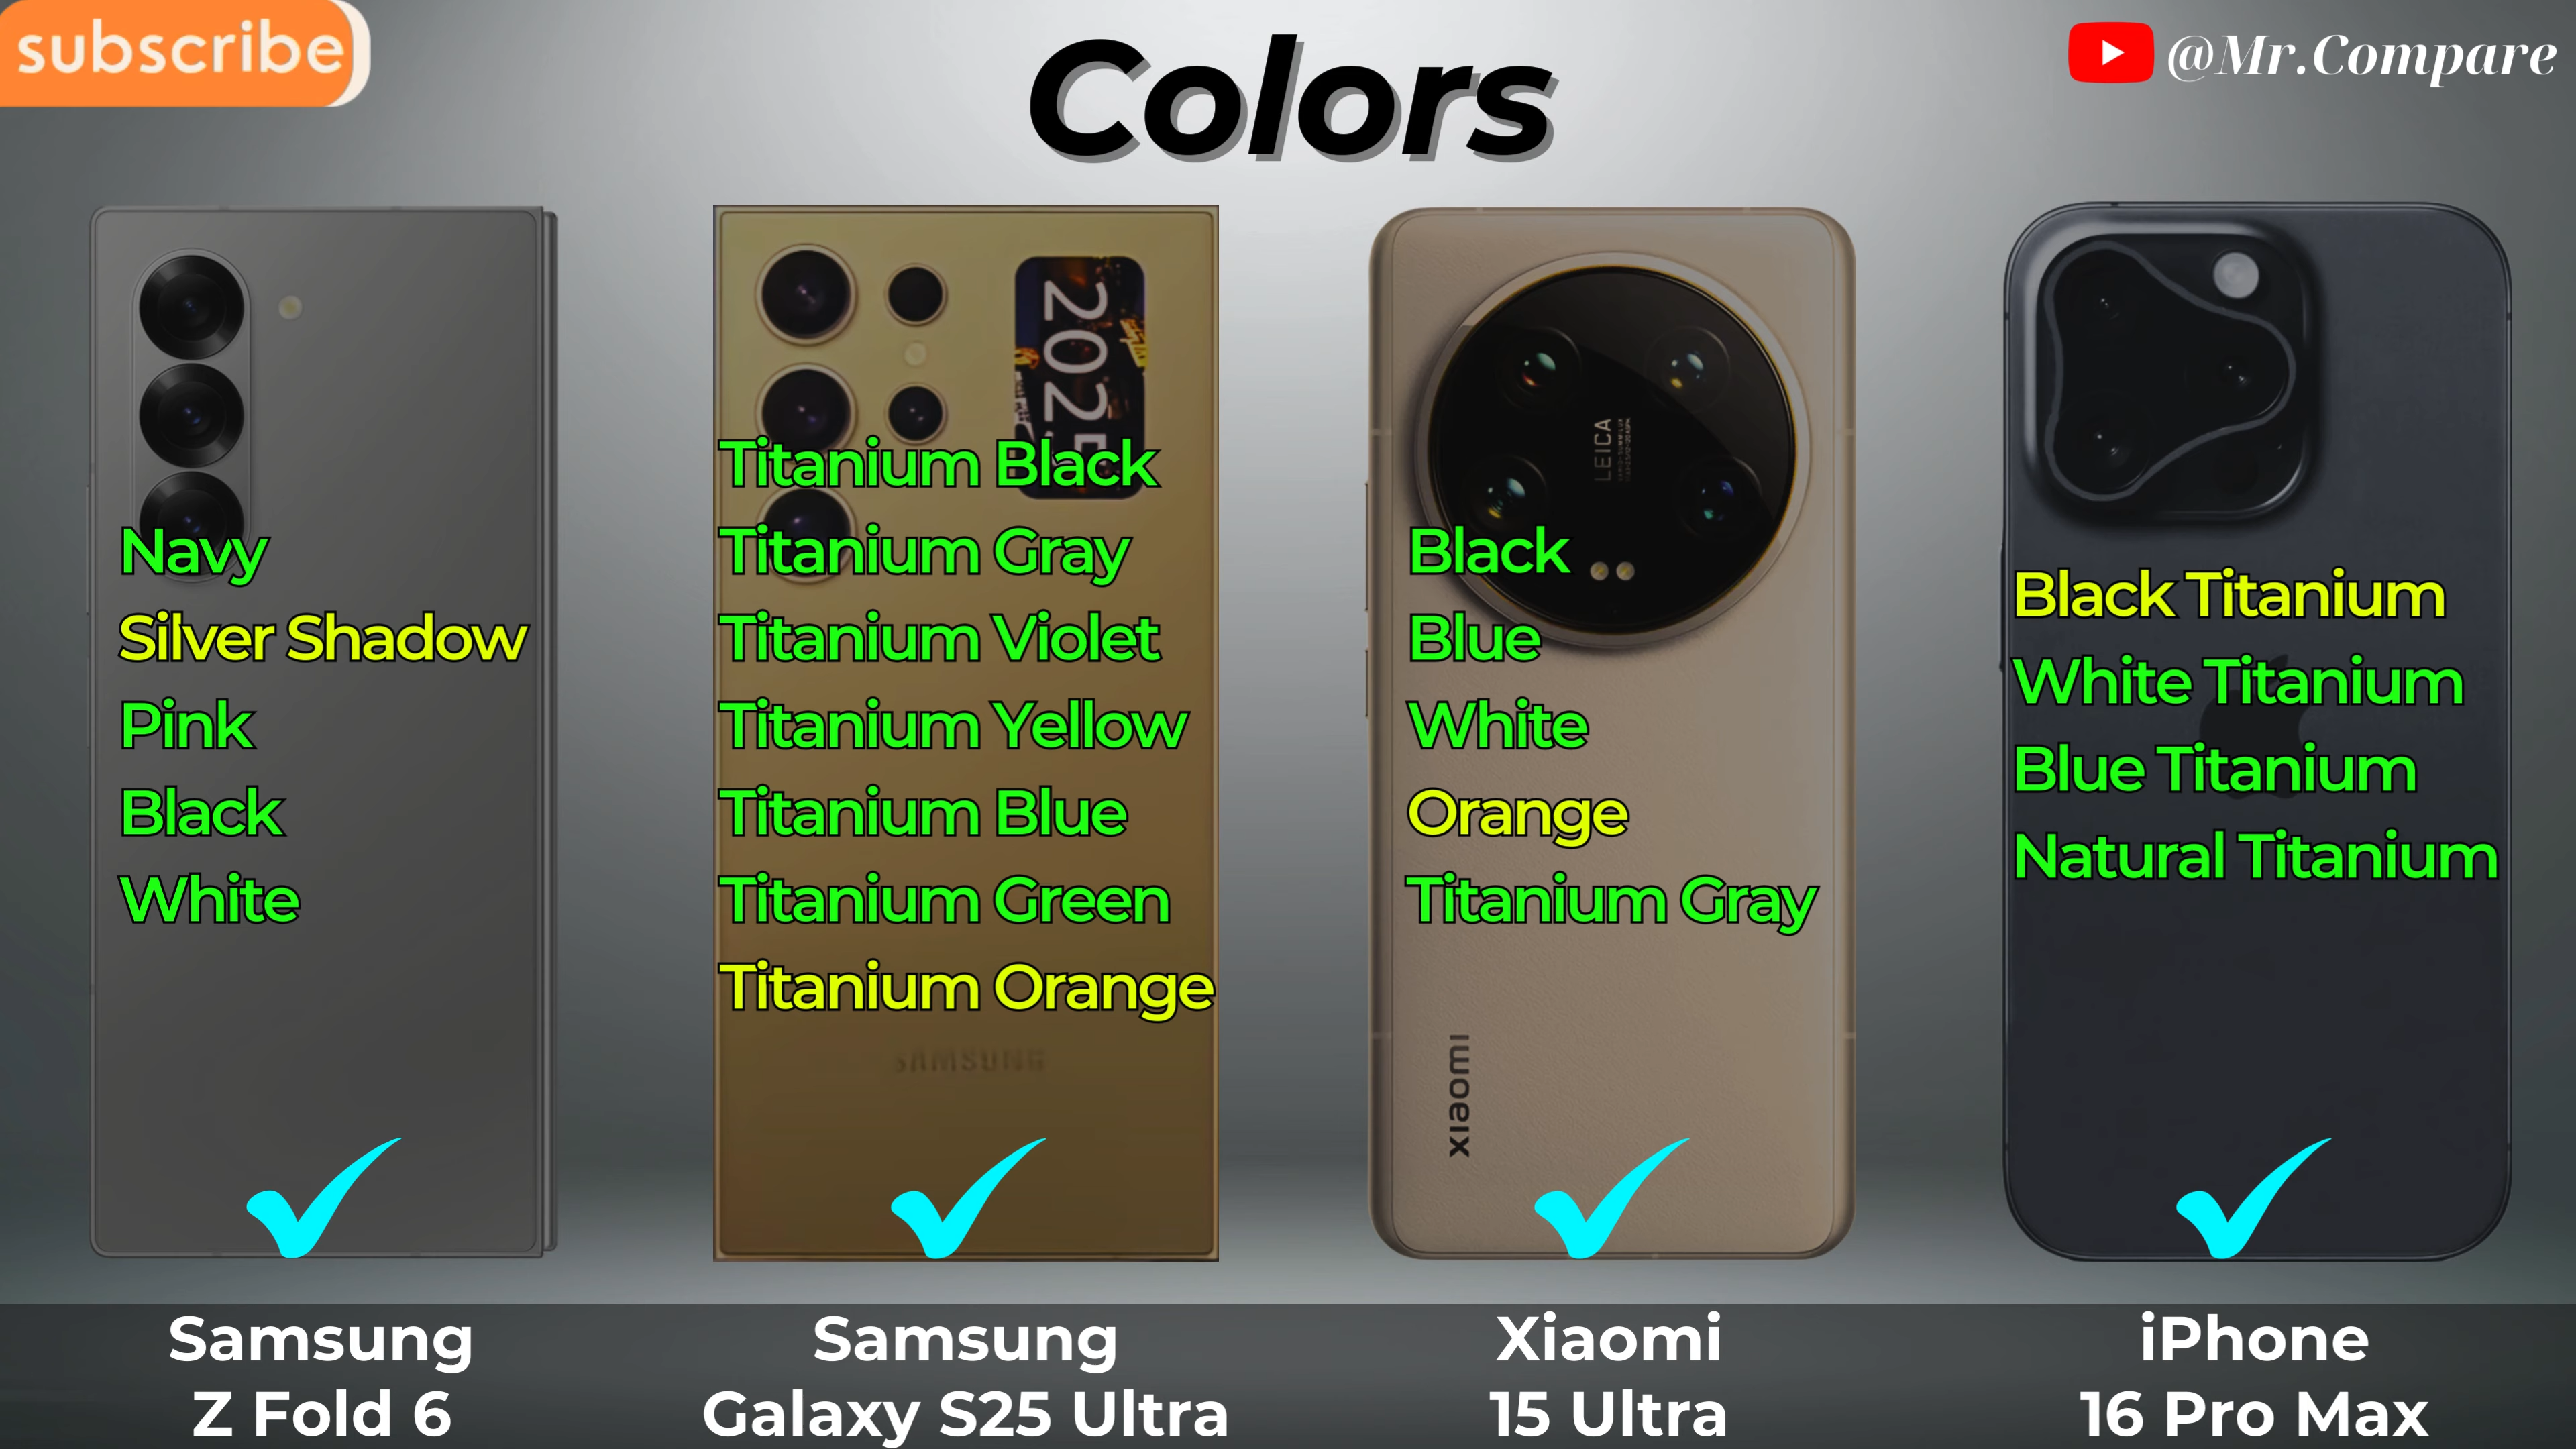 subscribe
Colors
@Mr.Compare
Navy
Silver Shadow
Pink
Black
White
Samsung
Z Fold 6
202
Titanium Black
Titanium Gray
Titanium Violet
Titanium Yellow
Titanium Blue
Titanium Green
Titanium Orange
SAMSUNG
Samsung
Galaxy S25 Ultra
LEICA
Black
Blue
White
Orange
Titanium Gray
xiaomi
Xiaomi
15 Ultra
Black Titanium
White Titanium
Blue Titanium
Natural Titanium
iPhone
16 Pro Max